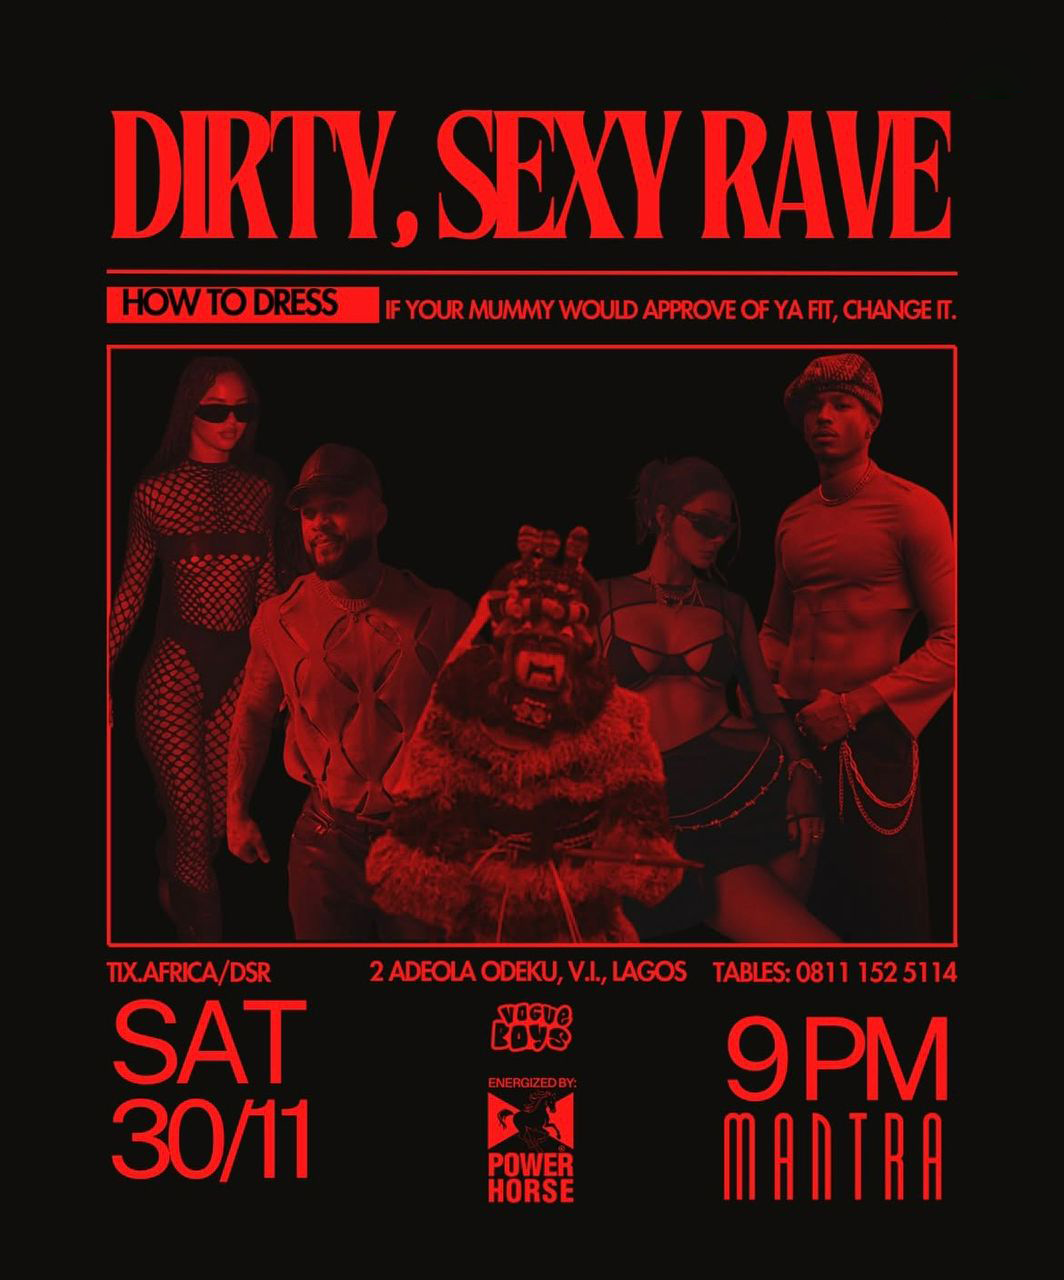 DIRTY, SEXY RAVE
HOW TO DRESS IF YOUR MUMMY WOULD APPROVE OF YA FIT, CHANGE IT.
TIX.AFRICA/DSR 2 ADEOLA ODEKU, V.I., LAGOS TABLES: 0811 152 5114
SAT
30/11
VOGUE
BOYS
ENERGIZED BY:
POWER
HORSE
9 PM
MANTRA